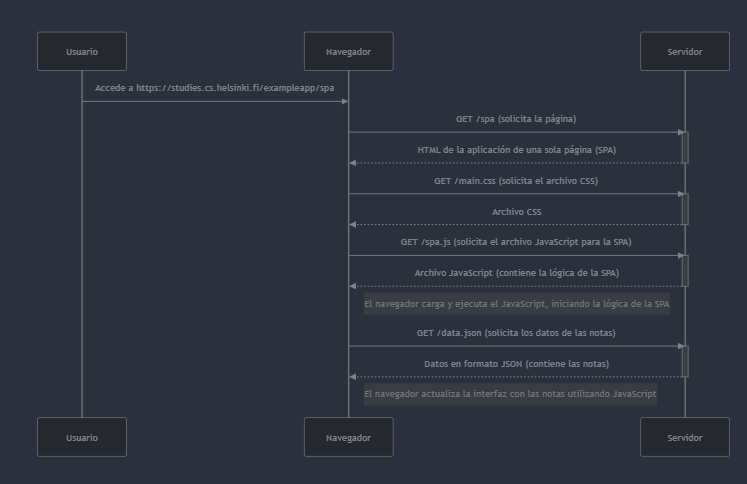 Usuario
Navegador
Servidor
Accede a https://studies.cs.helsinki.fi/exampleapp/spa
GET /spa (solicita la página)
HTML de la aplicación de una sola página (SPA)
GET /main.css (solicita el archivo CSS)
Archivo CSS
GET /spa.js (solicita el archivo JavaScript para la SPA)
Archivo JavaScript (contiene la lógica de la SPA)
El navegador carga y ejecuta el JavaScript, iniciando la lógica de la SPA
GET /data.json (solicita los datos de las notas)
Datos en formato JSON (contiene las notas)
El navegador actualiza la interfaz con las notas utilizando JavaScript
Usuario
Navegador
Servidor